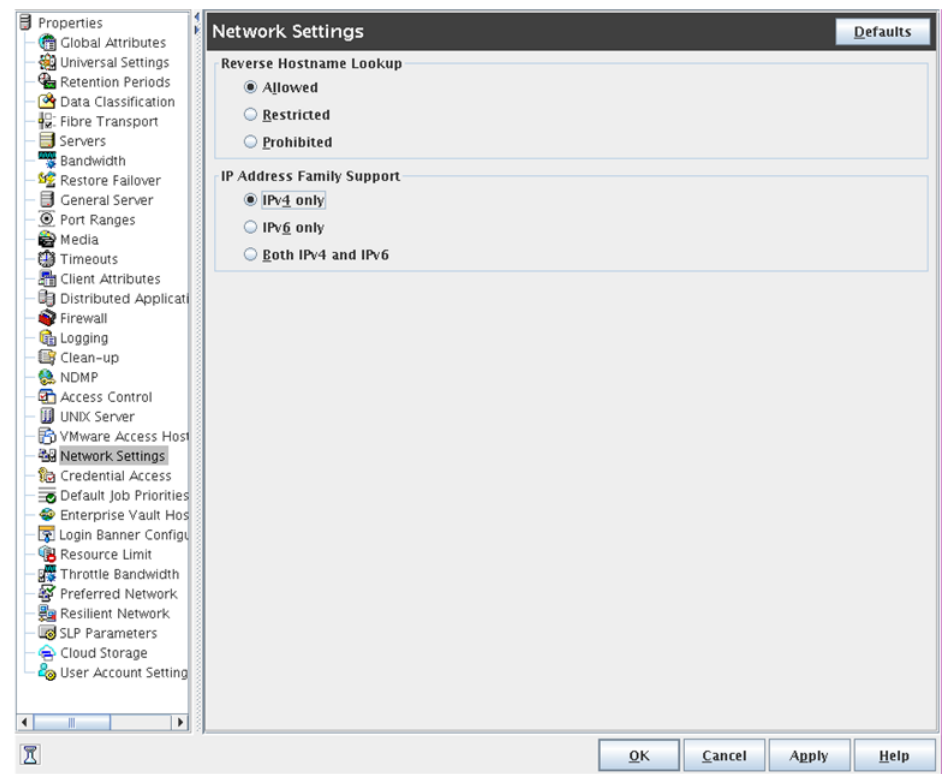 Properties
Global Attributes
Universal Settings
Retention Periods
Data Classification
Fibre Transport
Servers
Bandwidth
Restore Failover
General Server
Port Ranges
Media
Timeouts
Client Attributes
Distributed Applicati
Firewall
Logging
Clean-up
NDMP
Access Control
UNIX Server
VMware Access Host
Network Settings
Credential Access
Default Job Priorities
Enterprise Vault Hos
Login Banner Configu
Resource Limit
Throttle Bandwidth
Preferred Network
Resilient Network
SLP Parameters
Cloud Storage
User Account Setting
Network Settings Defaults
Reverse Hostname Lookup
Allowed
Restricted
Prohibited
IP Address Family Support
IPv4 only
IPv6 only
Both IPv4 and IPv6
OK Cancel Apply Help